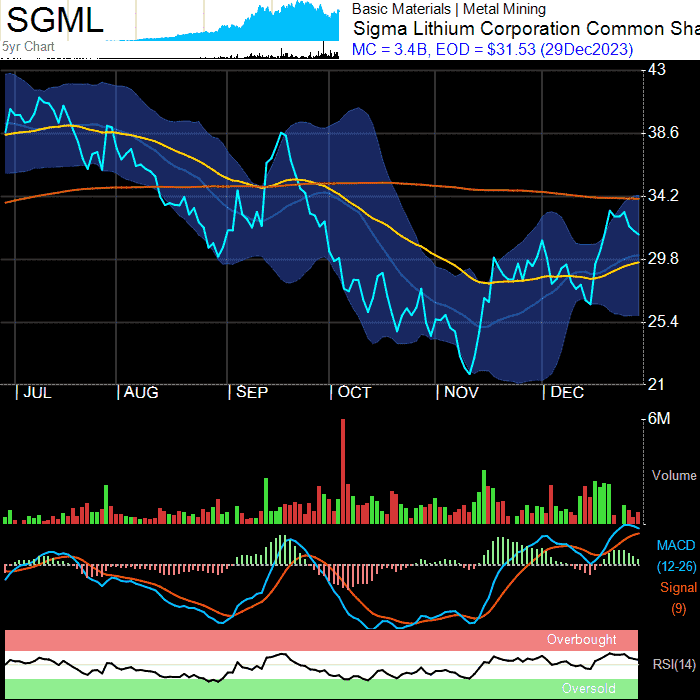 SGML
5yr Chart
Basic Materials | Metal Mining
Sigma Lithium Corporation Common Sha
MC = 3.4B, EOD = $31.53 (29Dec2023)
43
38.6
34.2
29.8
25.4
21
| JUL | AUG | SEP | OCT | NOV | DEC
6M
Volume
MACD
(12-26)
Signal
(9)
Overbought
RSI(14)
Oversold